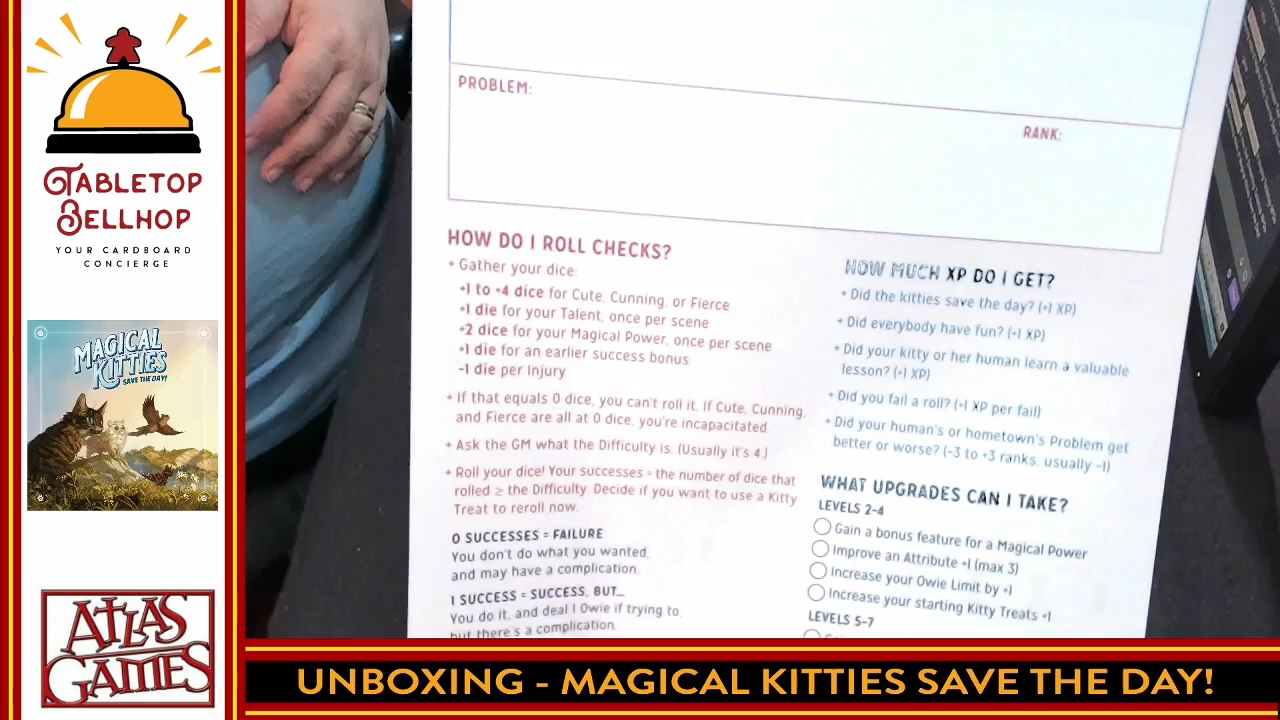 TABLETOP
BELLHOP
YOUR CARDBOARD
CONCIERGE
MAGICAL
KITTIES
SAVE THE DAY!
ATLAS
GAMES
PROBLEM:
RANK:
HOW DO I ROLL CHECKS?
+ Gather your dice:
+1 to +4 dice for Cute, Cunning, or Fierce
+1 die for your Talent, once per scene
+2 dice for your Magical Power, once per scene
+1 die for an earlier success bonus
-1 die per Injury
+ If that equals 0 dice, you can't roll it. If Cute, Cunning,
and Fierce are all at 0 dice, you're incapacitated.
+ Ask the GM what the Difficulty is. (Usually it's 4.)
+ Roll your dice! Your successes = the number of dice that
rolled ≥ the Difficulty. Decide if you want to use a Kitty
Treat to reroll now.
0 SUCCESSES = FAILURE
You don't do what you wanted,
and may have a complication.
1 SUCCESS = SUCCESS, BUT...
You do it, and deal 1 Owie if trying to,
but there's a complication.
HOW MUCH XP DO I GET?
+ Did the kitties save the day? (+1 XP)
+ Did everybody have fun? (+1 XP)
+ Did your kitty or her human learn a valuable
lesson? (+1 XP)
+ Did you fail a roll? (+1 XP per fail)
+ Did your human's or hometown's Problem get
better or worse? (-3 to +3 ranks, usually -1)
WHAT UPGRADES CAN I TAKE?
LEVELS 2-4
Gain a bonus feature for a Magical Power
Improve an Attribute +1 (max 3)
Increase your Owie Limit by +1
Increase your starting Kitty Treats +1
LEVELS 5-7
UNBOXING - MAGICAL KITTIES SAVE THE DAY!